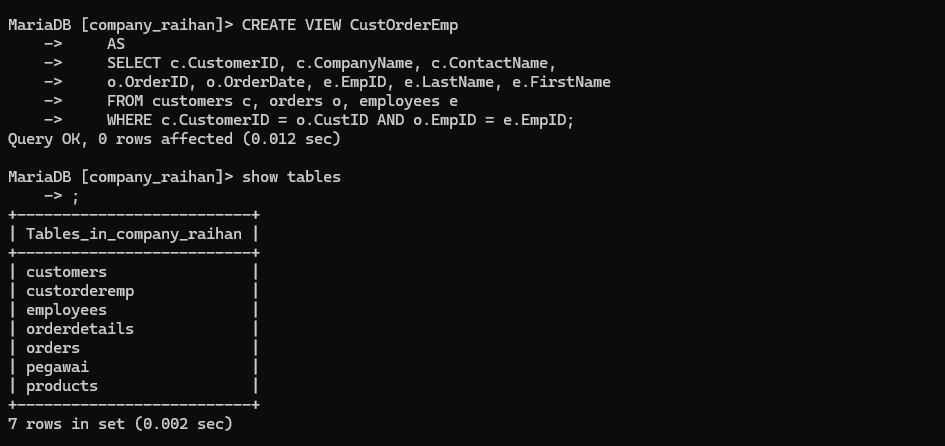 MariaDB [company_raihan]> CREATE VIEW CustOrderEmp
    ->     AS
    ->     SELECT c.CustomerID, c.CompanyName, c.ContactName,
    ->     o.OrderID, o.OrderDate, e.EmpID, e.LastName, e.FirstName
    ->     FROM customers c, orders o, employees e
    ->     WHERE c.CustomerID = o.CustID AND o.EmpID = e.EmpID;
Query OK, 0 rows affected (0.012 sec)

MariaDB [company_raihan]> show tables
    -> ;
+--------------------------+
| Tables_in_company_raihan |
+--------------------------+
| customers                |
| custorderemp             |
| employees                |
| orderdetails             |
| orders                   |
| pegawai                  |
| products                 |
+--------------------------+
7 rows in set (0.002 sec)